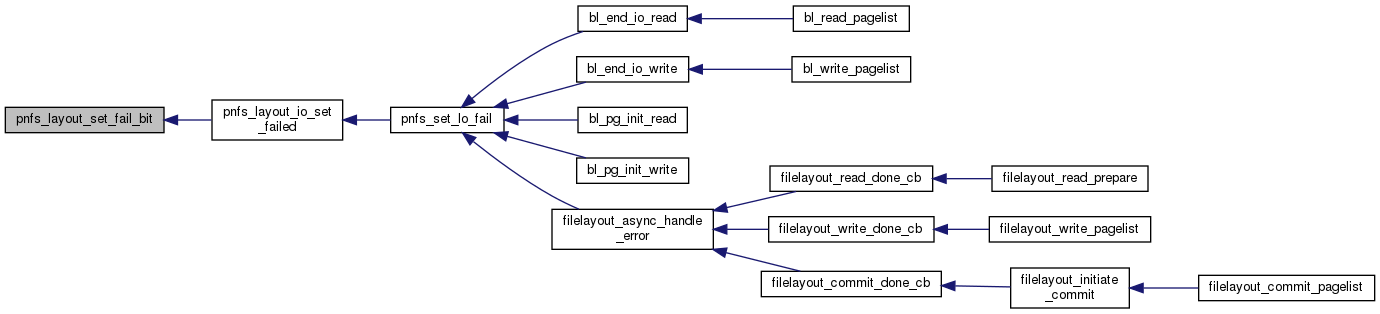 bl_end_io_read
bl_read_pagelist
bl_end_io_write
bl_write_pagelist
pnfs_layout_set_fail_bit
pnfs_layout_io_set
_failed
pnfs_set_lo_fail
bl_pg_init_read
bl_pg_init_write
filelayout_read_done_cb
filelayout_read_prepare
filelayout_async_handle
_error
filelayout_write_done_cb
filelayout_write_pagelist
filelayout_commit_done_cb
filelayout_initiate
_commit
filelayout_commit_pagelist